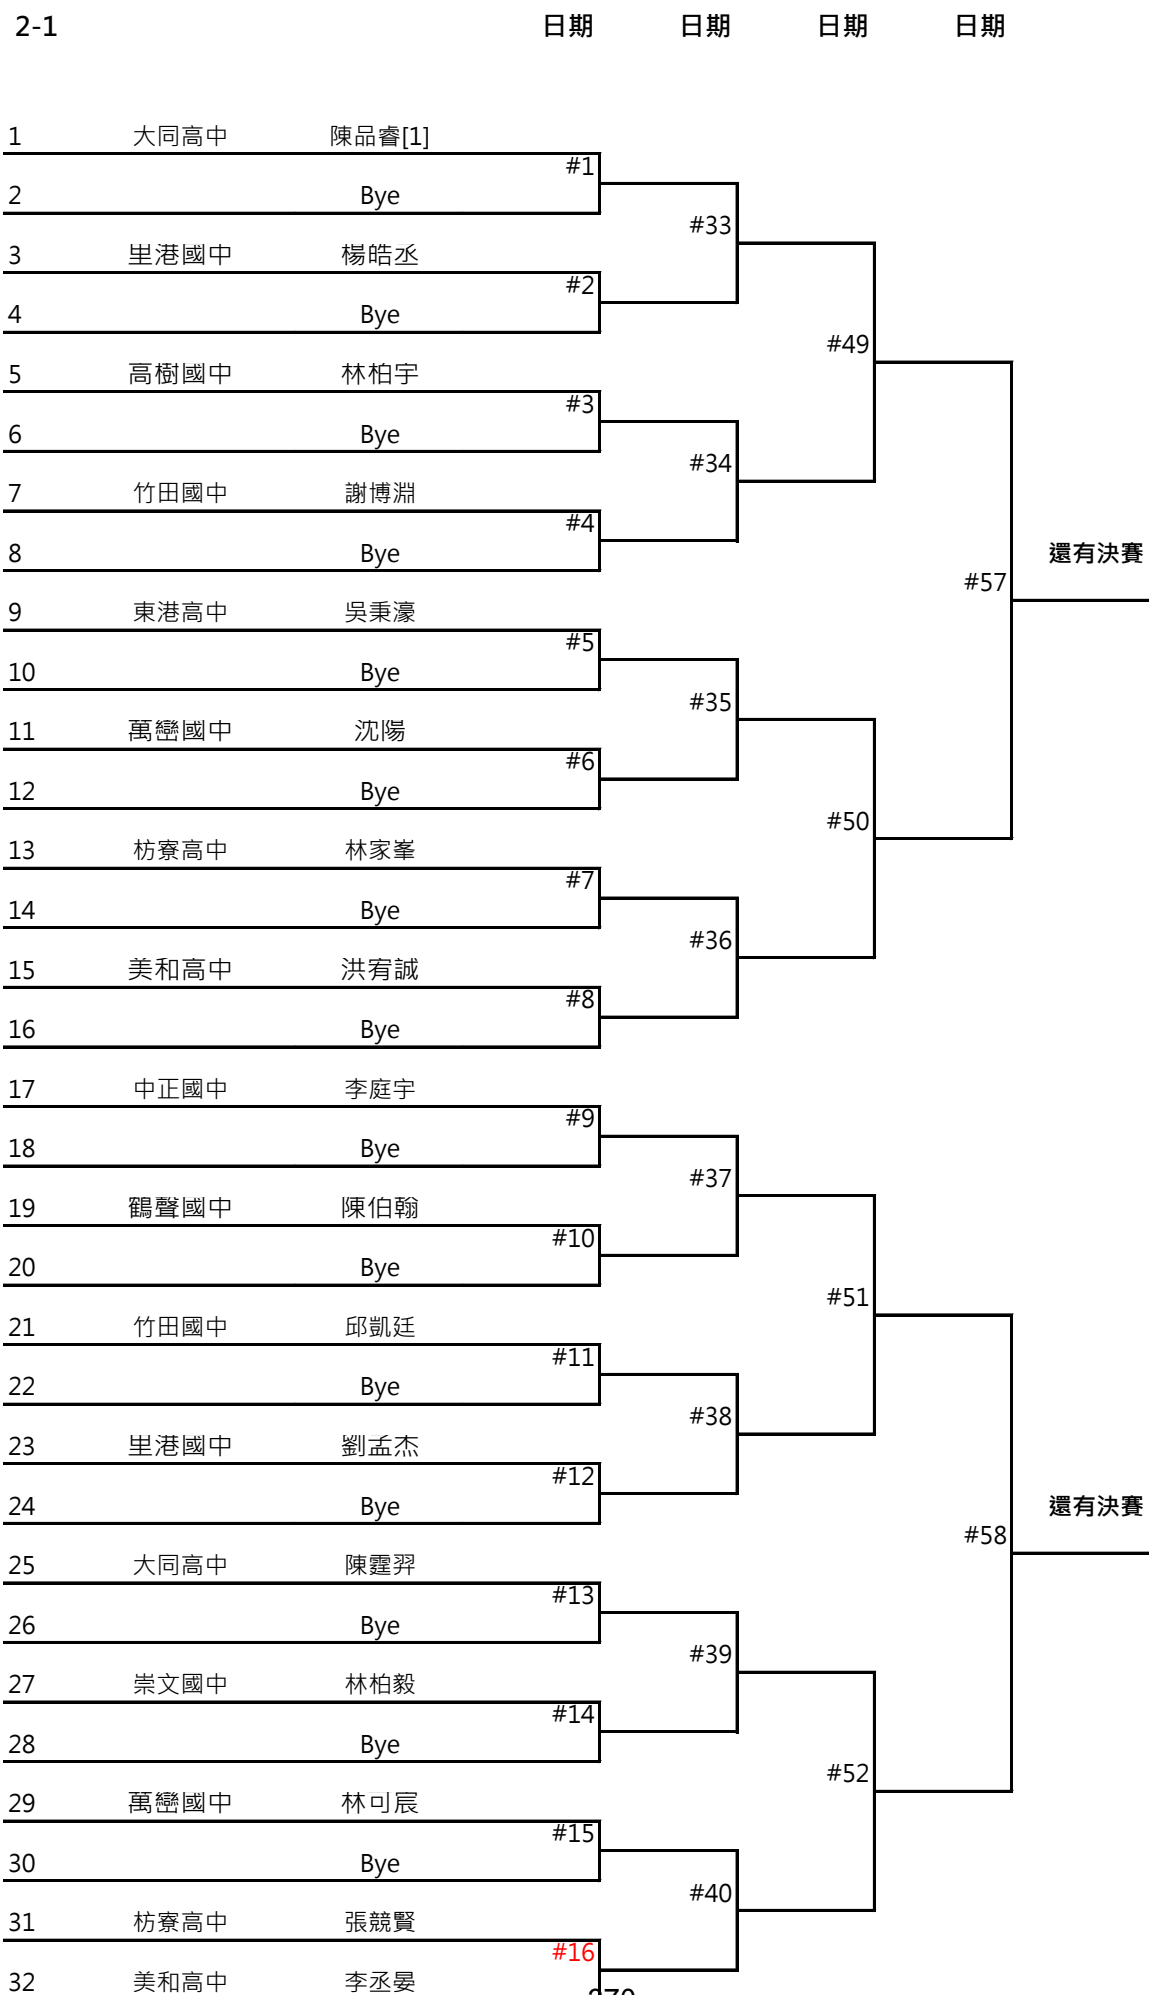 2-1 日期 日期 日期 日期
1 大同高中 陳品睿[1]
#1
2 Bye
#33
3 里港國中 楊皓丞
#2
4 Bye
#49
5 高樹國中 林柏宇
#3
6 Bye
#34
7 竹田國中 謝博淵
#4
8 Bye
還有決賽
#57
9 東港高中 吳秉濠
#5
10 Bye
#35
11 萬巒國中 沈陽
#6
12 Bye
#50
13 枋寮高中 林家峯
#7
14 Bye
#36
15 美和高中 洪宥誠
#8
16 Bye
17 中正國中 李庭宇
#9
18 Bye
#37
19 鶴聲國中 陳伯翰
#10
20 Bye
#51
21 竹田國中 邱凱廷
#11
22 Bye
#38
23 里港國中 劉孟杰
#12
24 Bye
還有決賽
#58
25 大同高中 陳霆羿
#13
26 Bye
#39
27 崇文國中 林柏毅
#14
28 Bye
#52
29 萬巒國中 林可宸
#15
30 Bye
#40
31 枋寮高中 張競賢
#16
32 美和高中 李丞晏